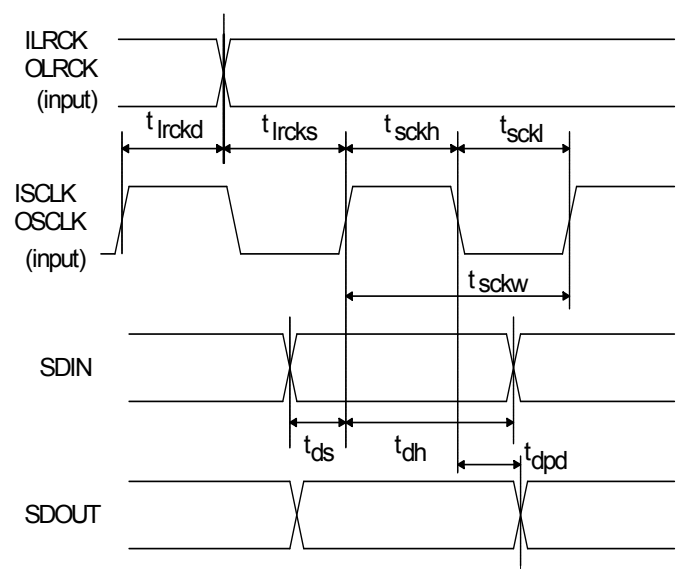 ILRCK
OLRCK
(input)
t lrckd
t lrcks
t sckh
t sckl
ISCLK
OSCLK
(input)
t sckw
SDIN
t ds
t dh
t dpd
SDOUT